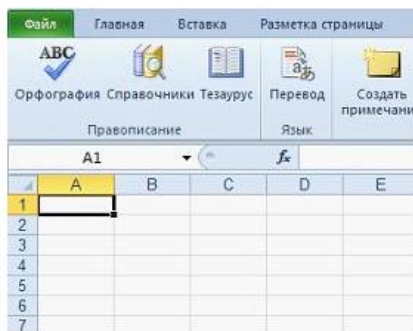 Файл Главная Вставка Разметка страницы
ABC
Орфография Справочники Тезаурус Перевод Создать
примечани
Правописание Язык
A1 fx
A B C D E
1
2
3
4
5
6
7